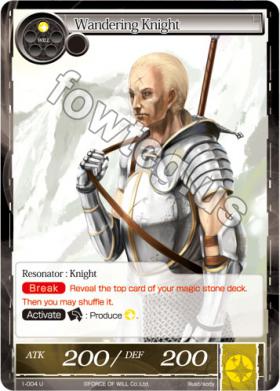 Wandering Knight
WILL
fowtcg.us
Resonator : Knight
Break Reveal the top card of your magic stone deck.
Then you may shuffle it.
Activate : Produce .
ATK 200/ DEF 200
1-004 U ©FORCE OF WILL Co.,Ltd.